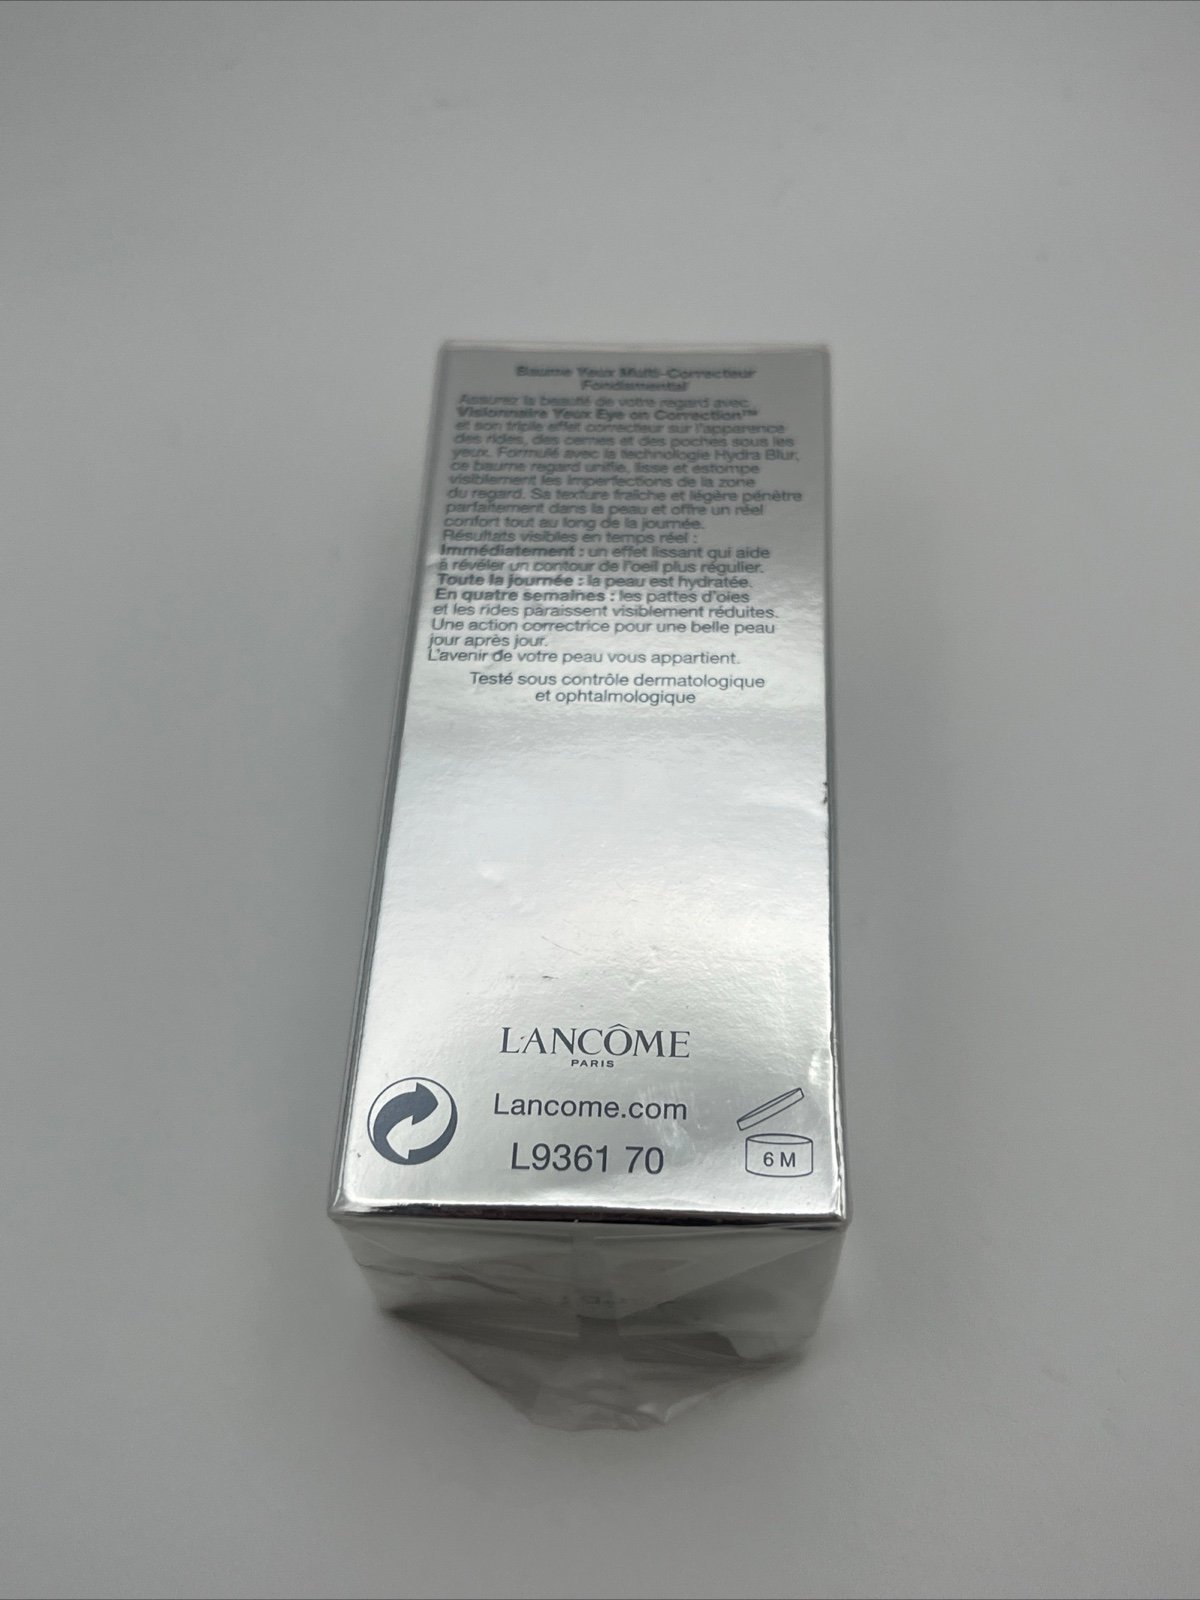 Baume Yeux Multi-Correcteur
Fondamental
Assurez la beauté de votre regard avec
Visionnaire Yeux Eye on Correction™
et son triple effet correcteur sur l'apparence
des rides, des cernes et des poches sous les
yeux. Formulé avec la technologie Hydra Blur,
ce baume regard unifie, lisse et estompe
visiblement les imperfections de la zone
du regard. Sa texture fraîche et légère pénètre
parfaitement dans la peau et offre un réel
confort tout au long de la journée.
Résultats visibles en temps réel :
Immédiatement : un effet lissant qui aide
à révéler un contour de l'oeil plus régulier.
Toute la journée : la peau est hydratée.
En quatre semaines : les pattes d'oies
et les rides paraissent visiblement réduites.
Une action correctrice pour une belle peau
jour après jour.
L'avenir de votre peau vous appartient.
Testé sous contrôle dermatologique
et ophtalmologique
LANCÔME
PARIS
Lancome.com
L9361 70
6 M